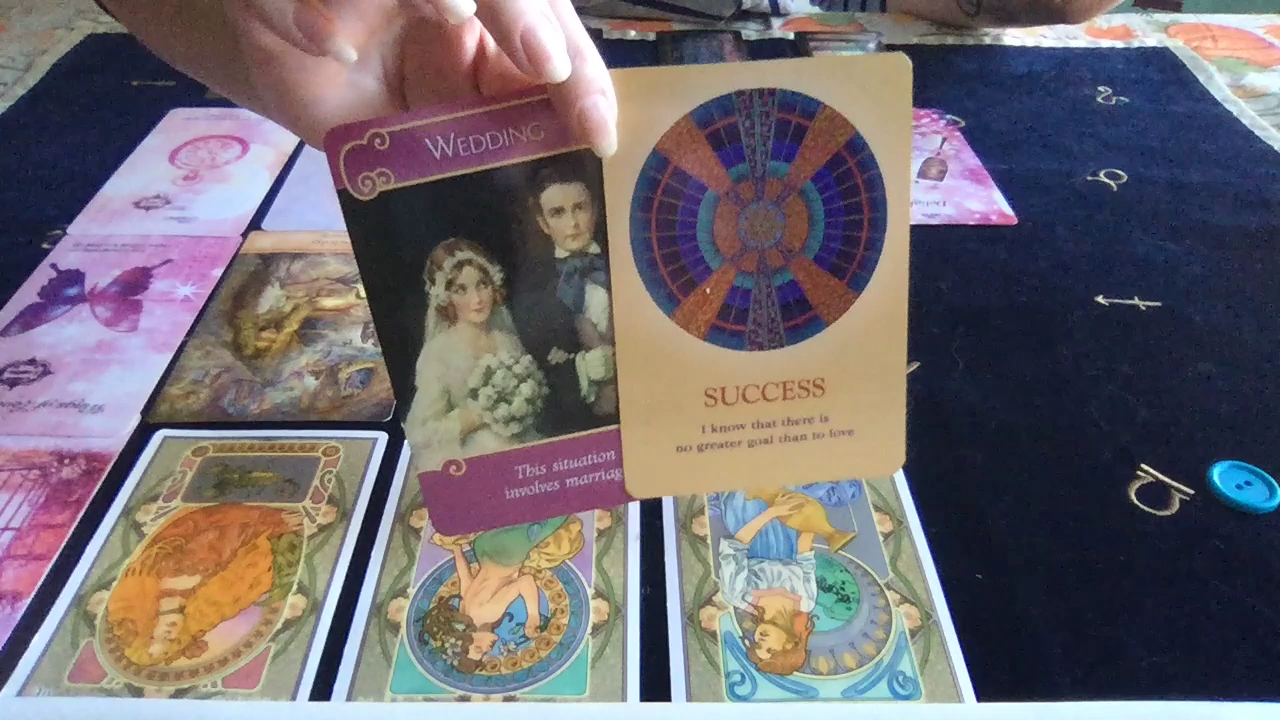 WEDDING
This situation
involves marriag
SUCCESS
I know that there is
no greater goal than to love